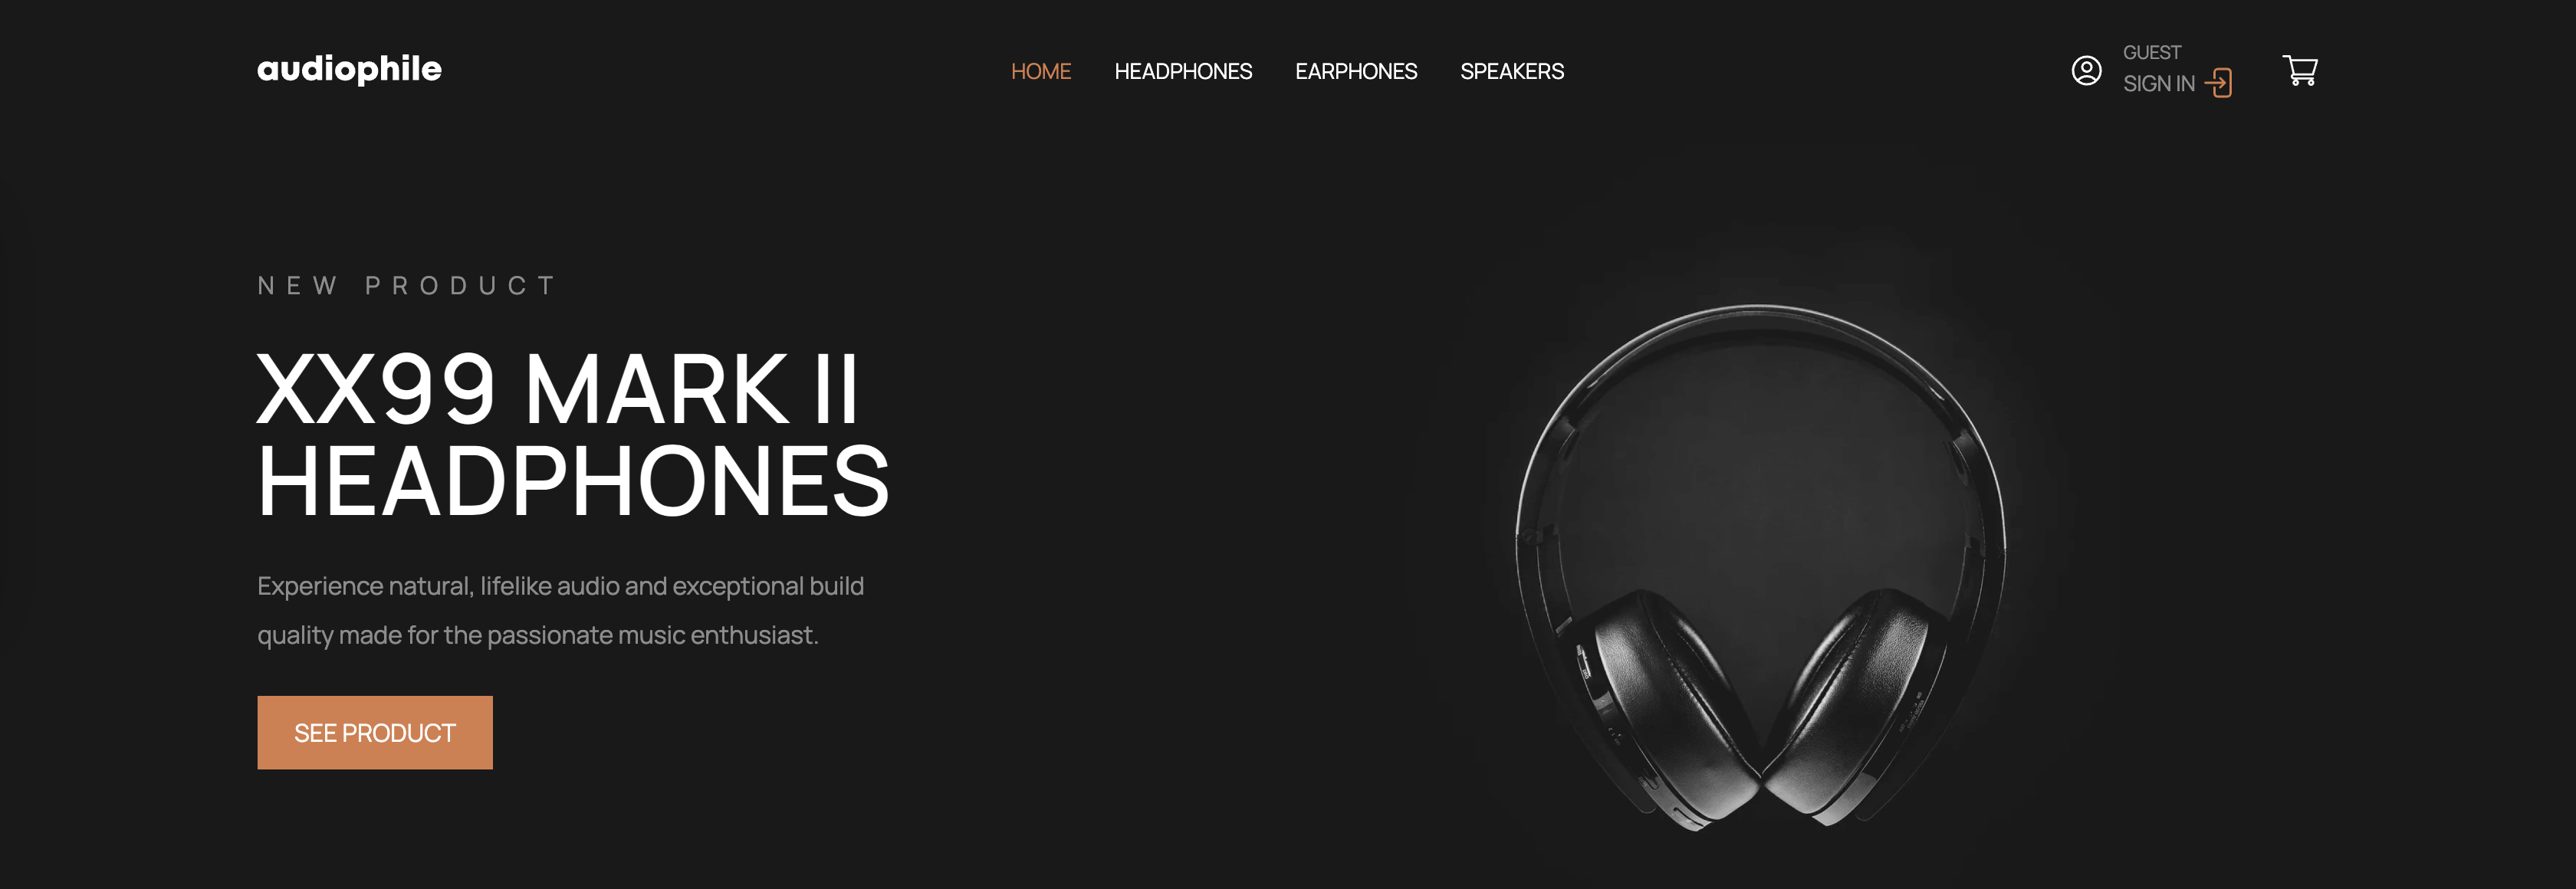 audiophile
HOME HEADPHONES EARPHONES SPEAKERS
GUEST
SIGN IN
NEW PRODUCT
XX99 MARK II
HEADPHONES
Experience natural, lifelike audio and exceptional build
quality made for the passionate music enthusiast.
SEE PRODUCT